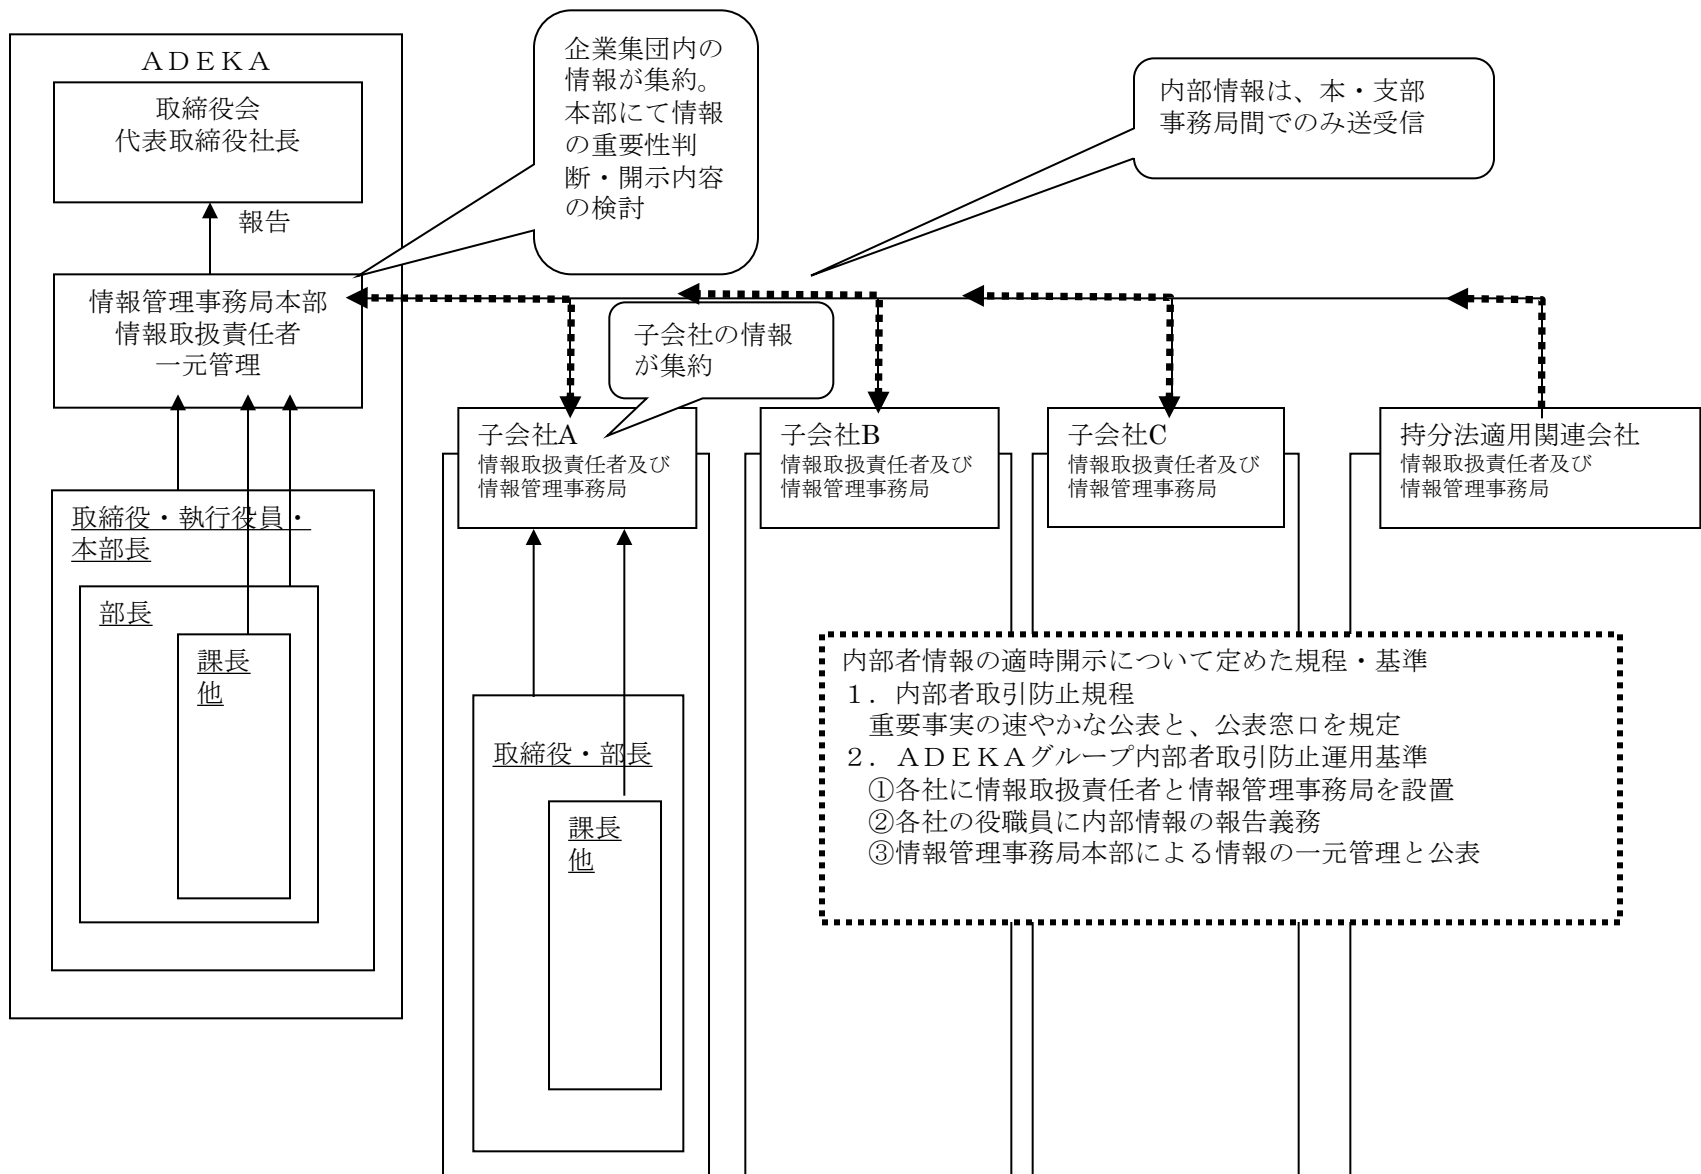 ＡＤＥＫＡ
取締役会
代表取締役社長
報告
情報管理事務局本部
情報取扱責任者
一元管理
取締役・執行役員・
本部長
部長
課長
他
企業集団内の
情報が集約。
本部にて情報
の重要性判
断・開示内容
の検討
内部情報は、本・支部
事務局間でのみ送受信
子会社の情報
が集約
子会社A
情報取扱責任者及び
情報管理事務局
取締役・部長
課長
他
子会社B
情報取扱責任者及び
情報管理事務局
子会社C
情報取扱責任者及び
情報管理事務局
持分法適用関連会社
情報取扱責任者及び
情報管理事務局
内部者情報の適時開示について定めた規程・基準
１．内部者取引防止規程
重要事実の速やかな公表と、公表窓口を規定
２．ＡＤＥＫＡグループ内部者取引防止運用基準
①各社に情報取扱責任者と情報管理事務局を設置
②各社の役職員に内部情報の報告義務
③情報管理事務局本部による情報の一元管理と公表